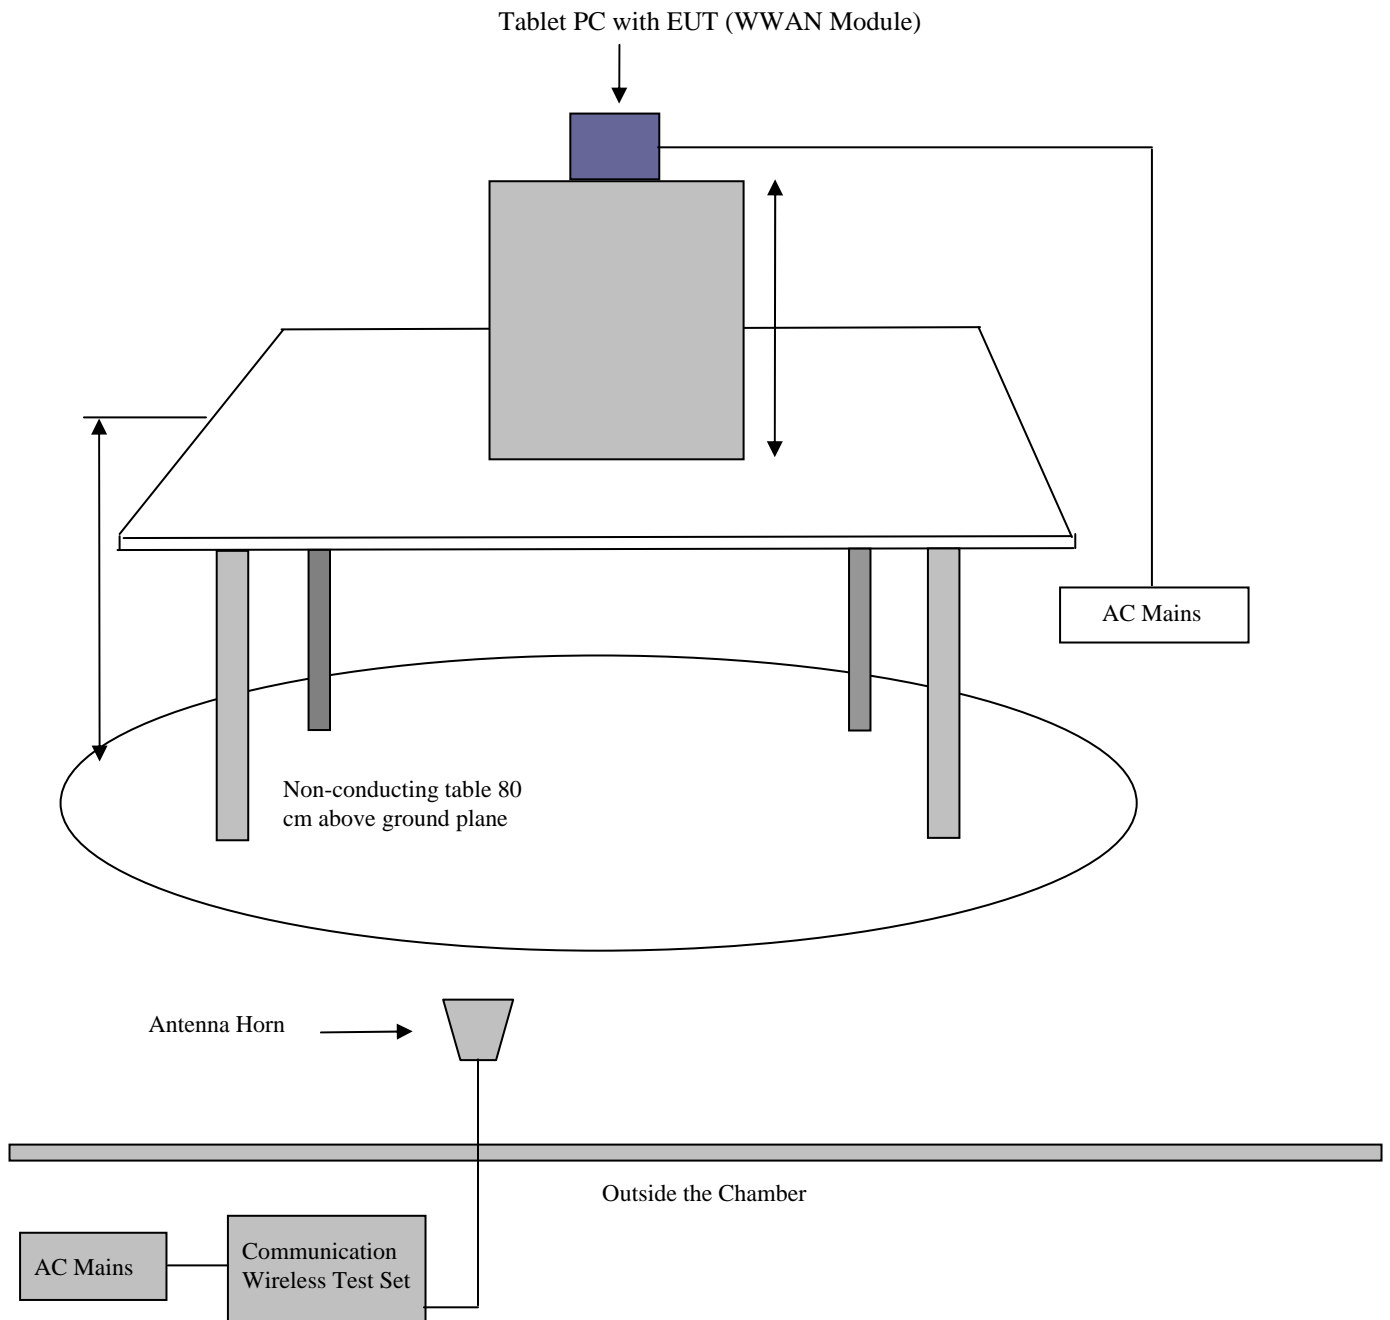 Tablet PC with EUT (WWAN Module)
AC Mains
Non-conducting table 80
cm above ground plane
Antenna Horn
Outside the Chamber
AC Mains
Communication
Wireless Test Set